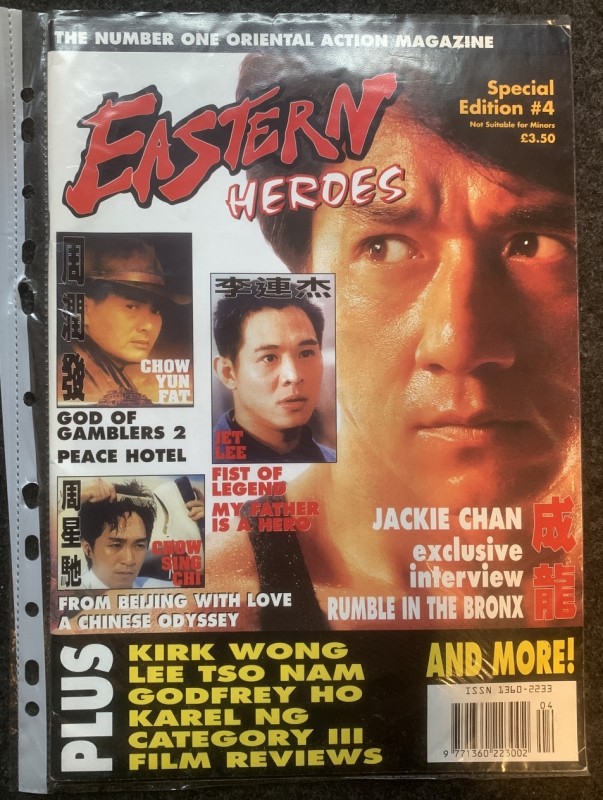 THE NUMBER ONE ORIENTAL ACTION MAGAZINE
EASTERN
HEROES
Special
Edition #4
Not Suitable for Minors
£3.50
周潤發
CHOW
YUN
FAT
GOD OF
GAMBLERS 2
PEACE HOTEL
李連杰
JET
LEE
FIST OF
LEGEND
MY FATHER
IS A HERO
周星馳
CHOW
SING
CHI
FROM BEIJING WITH LOVE
A CHINESE ODYSSEY
JACKIE CHAN
exclusive
interview
RUMBLE IN THE BRONX
成龍
PLUS
KIRK WONG
LEE TSO NAM
GODFREY HO
KAREL NG
CATEGORY III
FILM REVIEWS
AND MORE!
ISSN 1360-2233
04
9 771360 223002